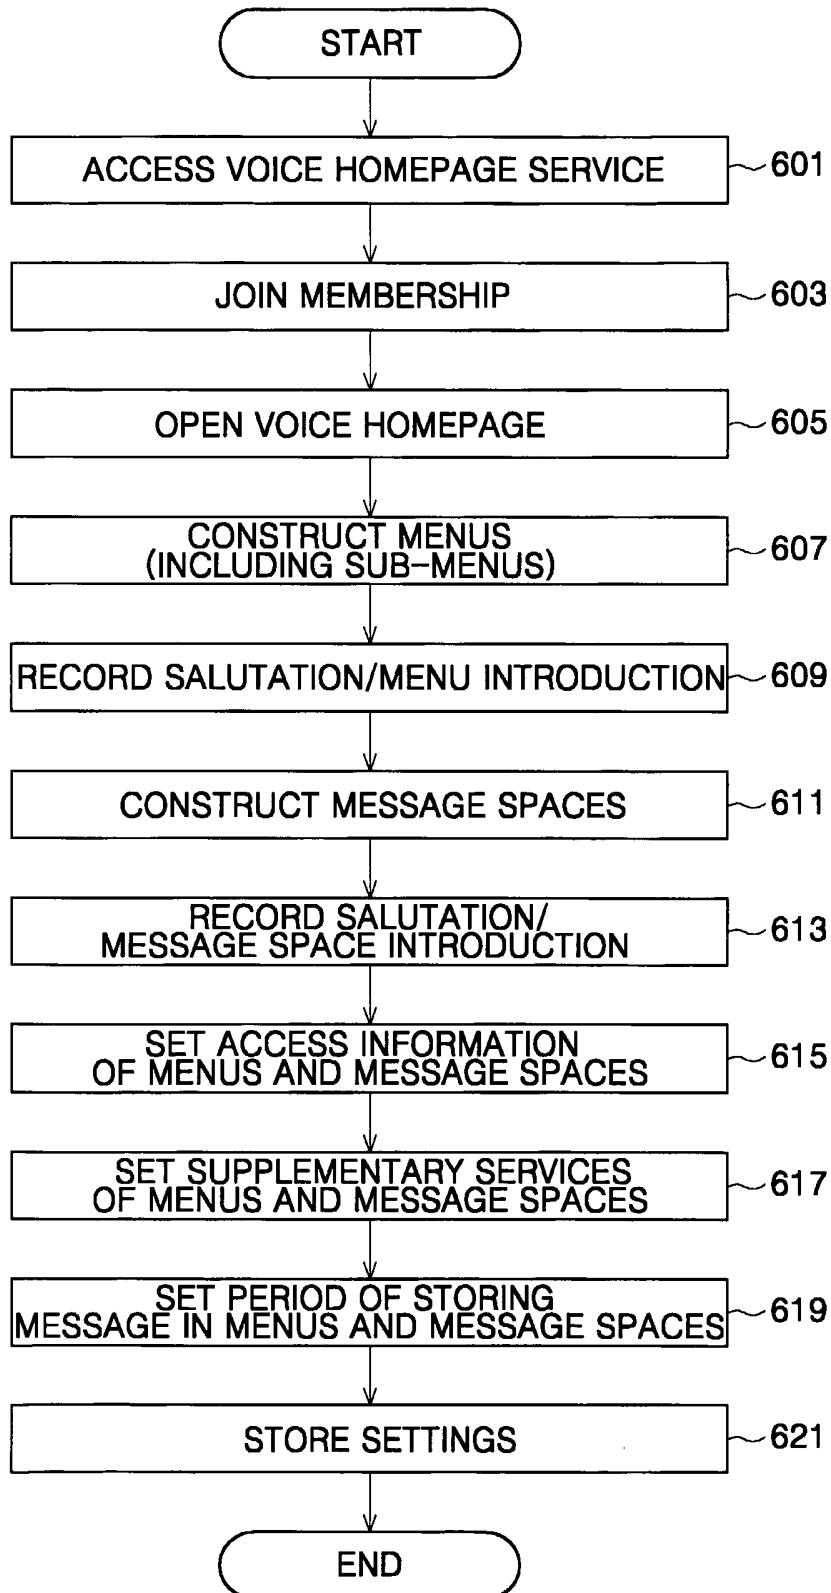 START
ACCESS VOICE HOMEPAGE SERVICE
601
JOIN MEMBERSHIP
603
OPEN VOICE HOMEPAGE
605
CONSTRUCT MENUS
(INCLUDING SUB-MENUS)
607
RECORD SALUTATION/MENU INTRODUCTION
609
CONSTRUCT MESSAGE SPACES
611
RECORD SALUTATION/
MESSAGE SPACE INTRODUCTION
613
SET ACCESS INFORMATION
OF MENUS AND MESSAGE SPACES
615
SET SUPPLEMENTARY SERVICES
OF MENUS AND MESSAGE SPACES
617
SET PERIOD OF STORING
MESSAGE IN MENUS AND MESSAGE SPACES
619
STORE SETTINGS
621
END